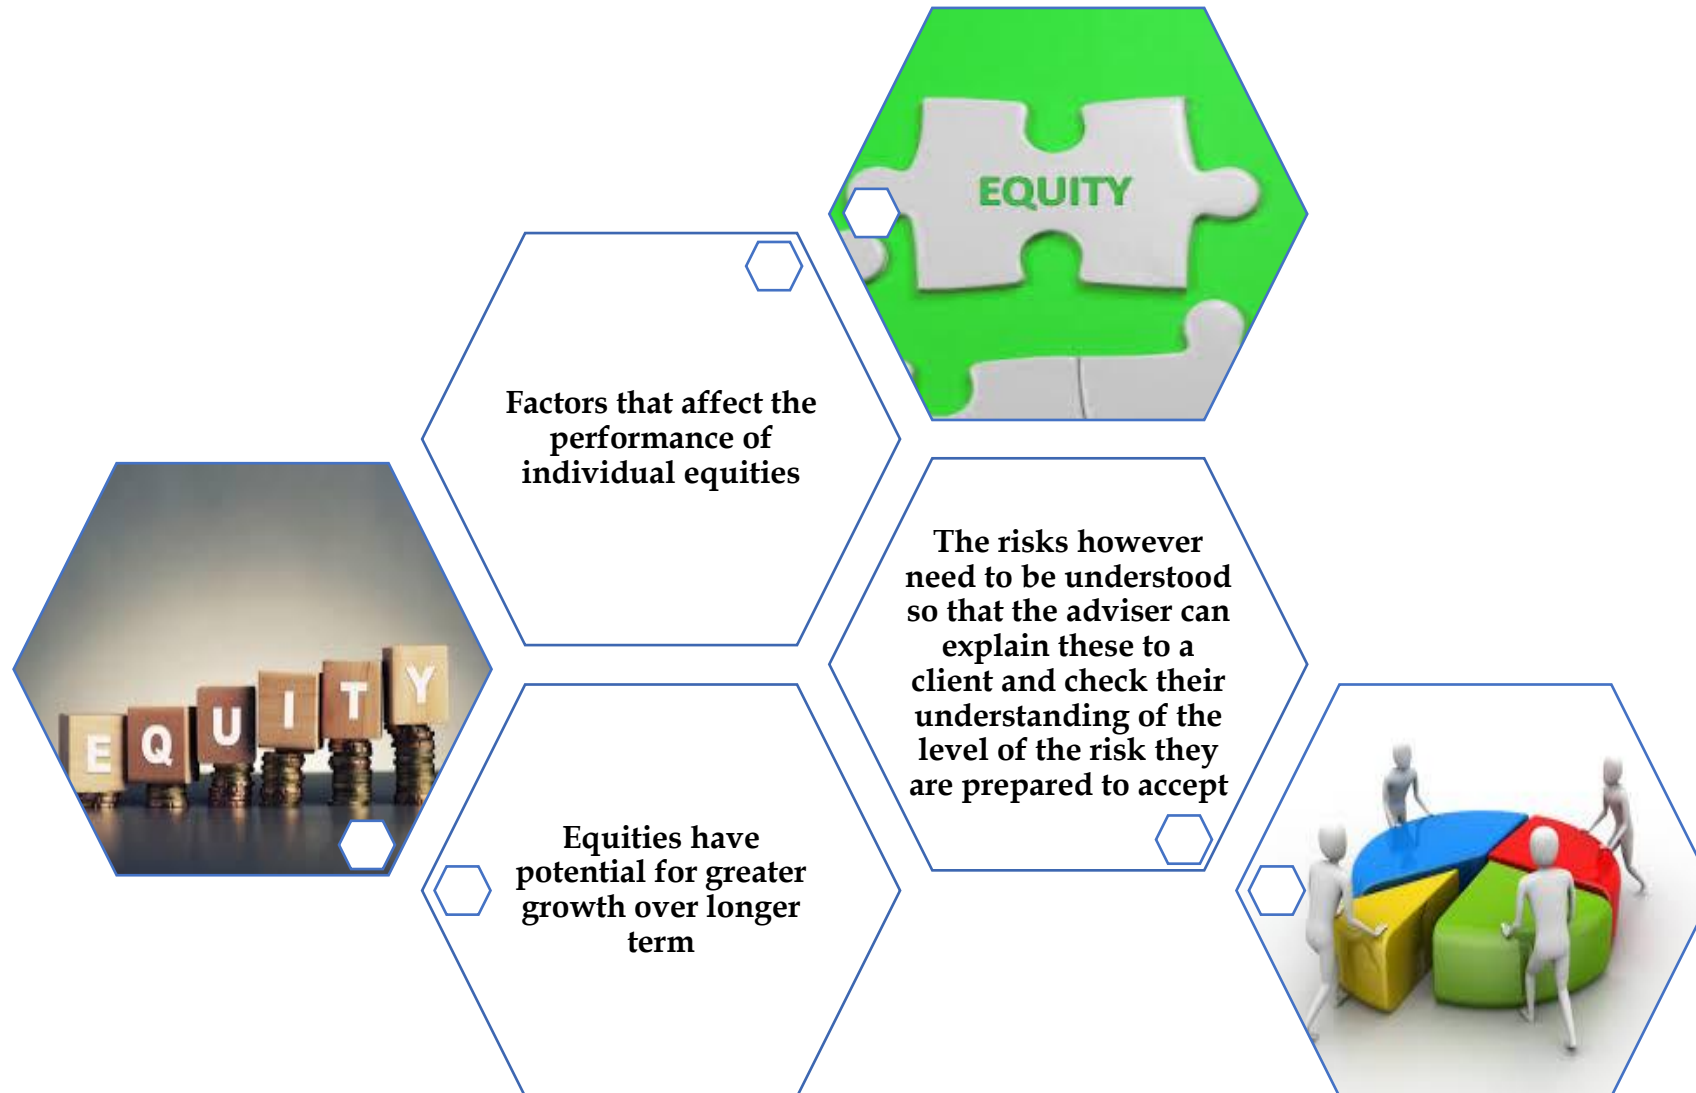 EQUITY
Factors that affect the
performance of
individual equities
The risks however
need to be understood
so that the adviser can
explain these to a
client and check their
understanding of the
level of the risk they
are prepared to accept
EQUITY
Equities have
potential for greater
growth over longer
term